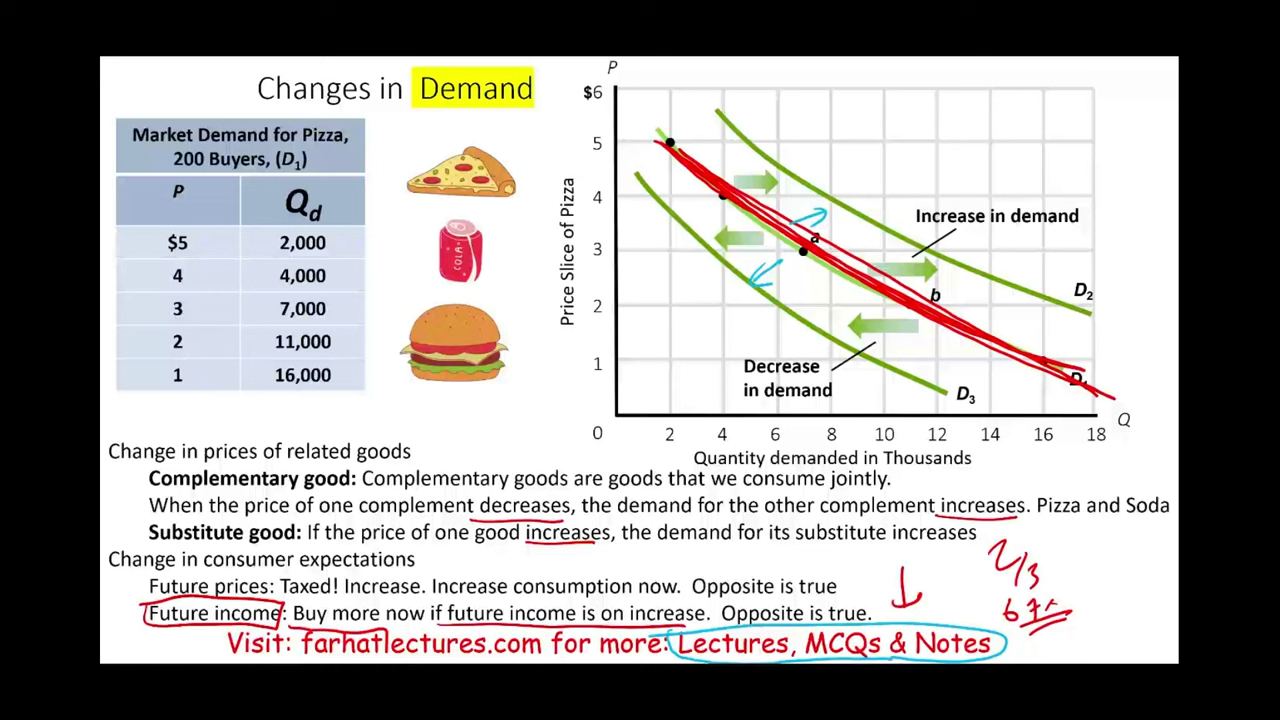 Changes in Demand
Market Demand for Pizza,
200 Buyers, (D1)
P Qd
$5 2,000
4 4,000
3 7,000
2 11,000
1 16,000
COLA
P
$6
5
4
3
2
1
0
2 4 6 8 10 12 14 16 18
Q
Price Slice of Pizza
Quantity demanded in Thousands
a
b
Increase in demand
D2
Decrease
in demand
D3
D1
Change in prices of related goods
Complementary good: Complementary goods are goods that we consume jointly.
When the price of one complement decreases, the demand for the other complement increases. Pizza and Soda
Substitute good: If the price of one good increases, the demand for its substitute increases
Change in consumer expectations
Future prices: Taxed! Increase. Increase consumption now. Opposite is true
Future income: Buy more now if future income is on increase. Opposite is true.
2/3
Visit: farhatlectures.com for more: Lectures, MCQs & Notes